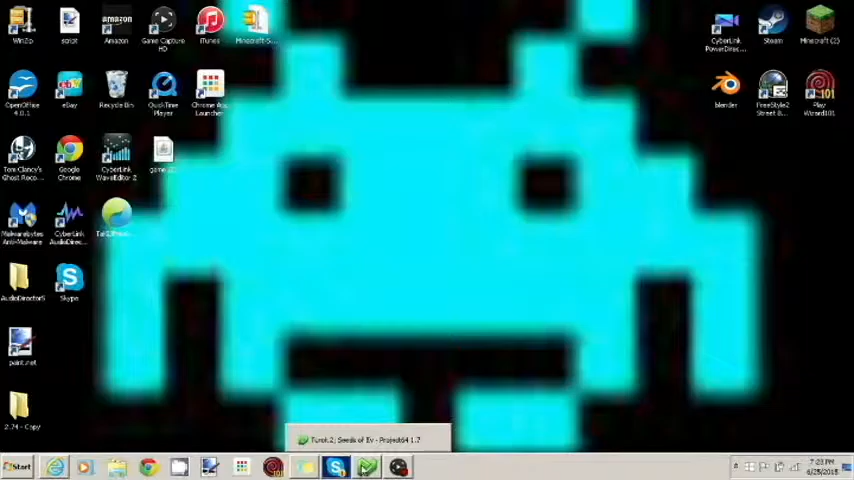 WinZip
script
Amazon
Game Capture
HD
iTunes
Minecraft-S...
CyberLink
PowerDirec...
Steam
Minecraft (2)
OpenOffice
4.0.1
eBay
Recycle Bin
QuickTime
Player
Chrome App
Launcher
blender
FreeStyle2
Street B...
Play
Wizard101
Tom Clancy's
Ghost Reco...
Google
Chrome
CyberLink
WaveEditor 2
Malwarebytes
Anti-Malware
CyberLink
AudioDirec...
AudioDirector5
Skype
paint.net
2.74 - Copy
Turok 2; Seeds of Ev - Project64 1.7
Start
7:23 PM
6/25/2015